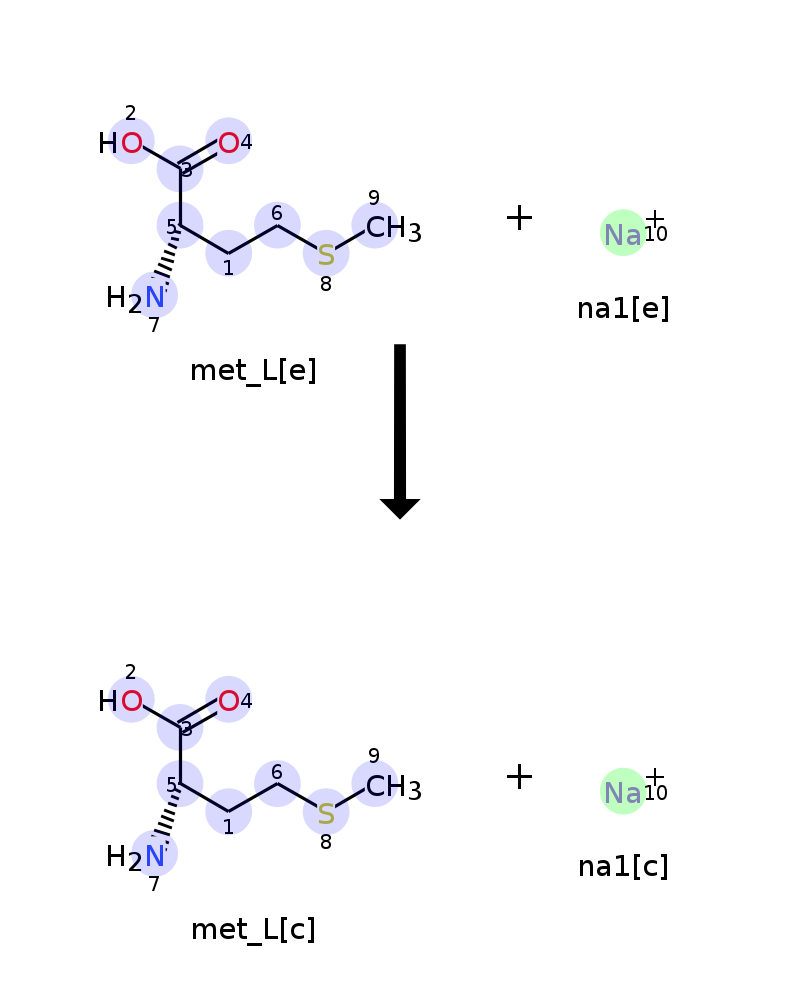 2
HO O4
3
9
6 CH3
5
1 S
8
H2N
7
+ Na+
10
na1[e]
met_L[e]
2
HO O4
3
9
6 CH3
5
1 S
8
H2N
7
+ Na+
10
na1[c]
met_L[c]